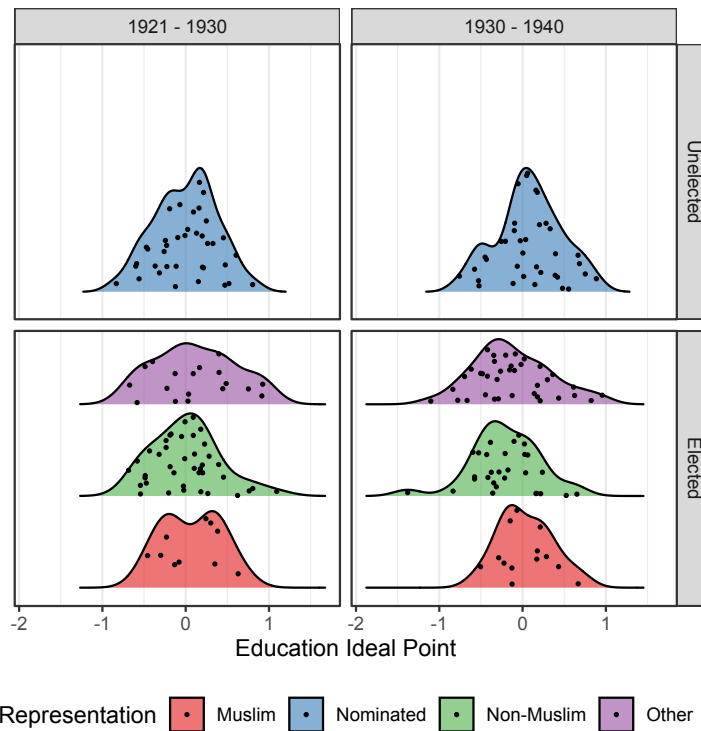 1921 - 1930
1930 - 1940
Unelected
Elected
-2 -1 0 1 -2 -1 0 1
Education Ideal Point
Representation Muslim Nominated Non-Muslim Other